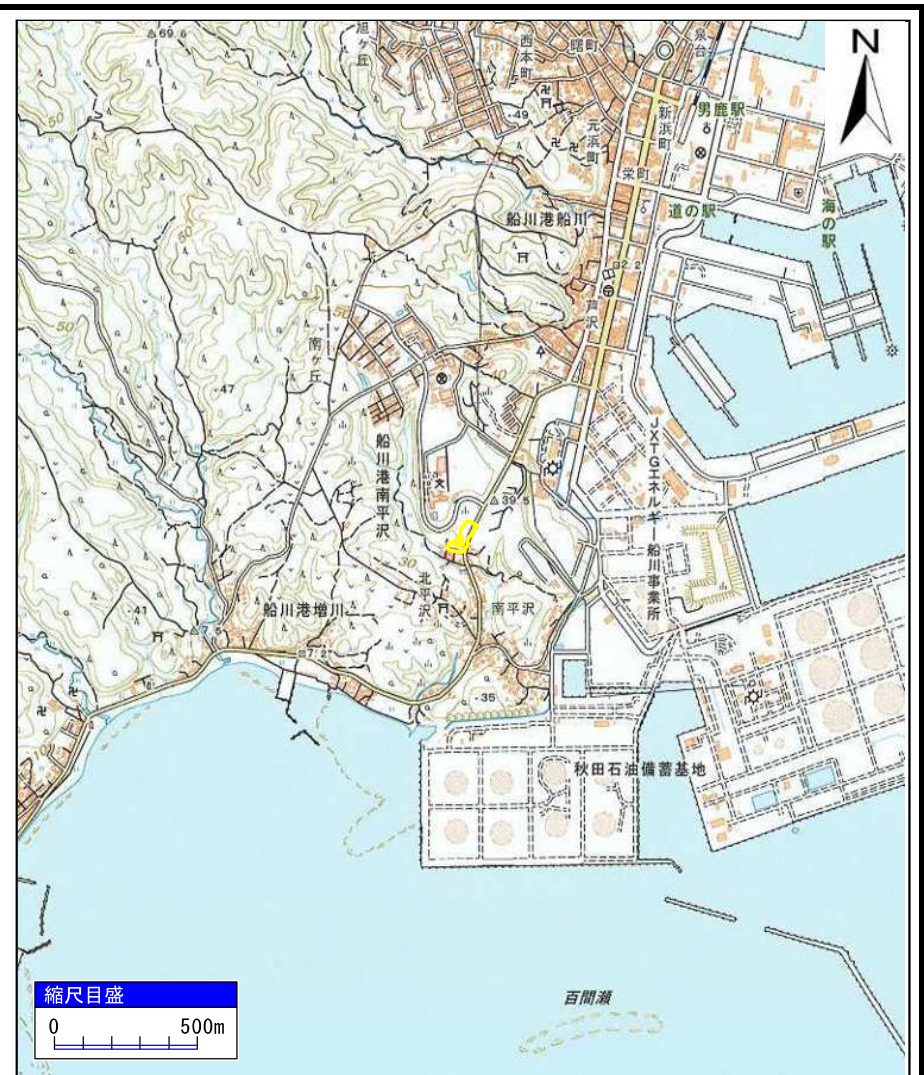 69.6
旭ヶ丘
西本町
曙町
泉台
N
50
49
元浜町
新浜町
男鹿駅
栄町
船川港船川
道の駅
海の駅
50
2.2
芦沢
50
50
南ヶ丘
47
40
船川港南平沢
39.5
JXTGエネルギー船川事業所
30
北平沢
南平沢
41
船川港増川
7.5
7.2
35
秋田石油備蓄基地
百間瀬
縮尺目盛
0 500m